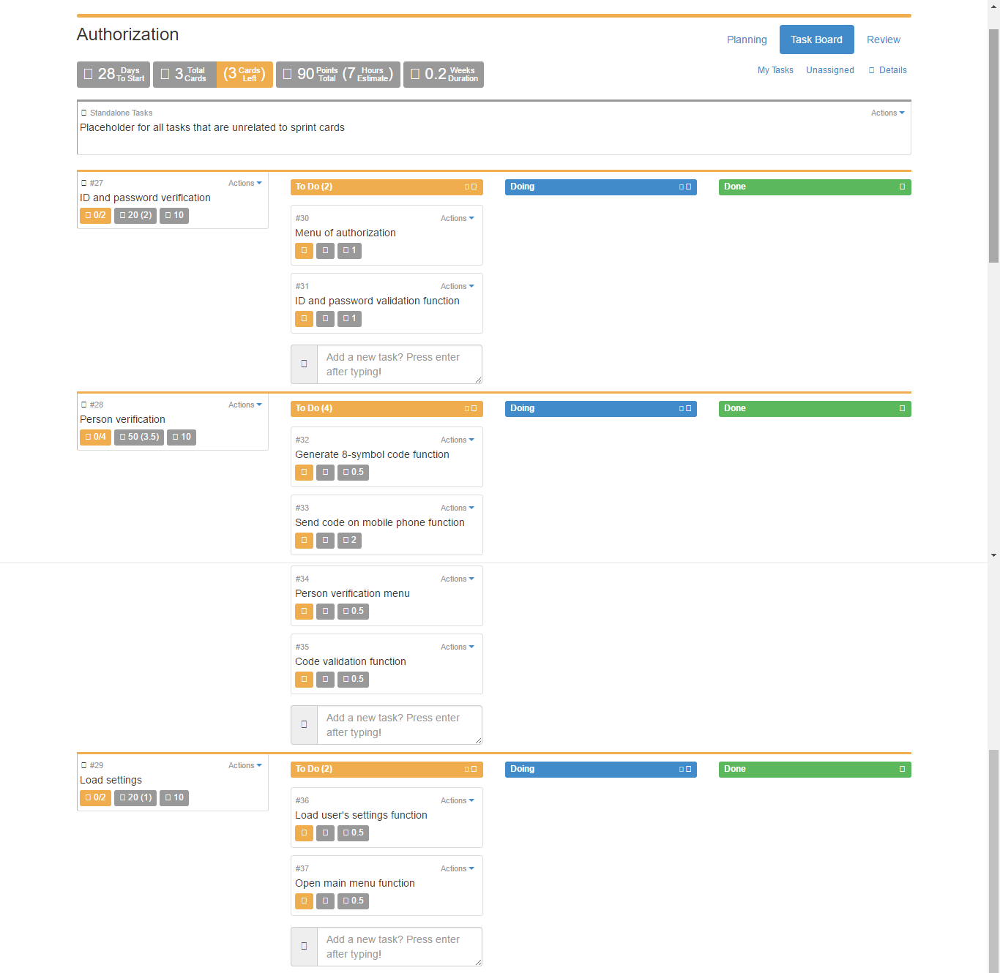 Authorization
Planning Task Board Review
28 Days To Start 3 Total Cards (3 Cards Left) 90 Points Total (7 Hours Estimate) 0.2 Weeks Duration
My Tasks Unassigned Details
Standalone Tasks Actions
Placeholder for all tasks that are unrelated to sprint cards
#27 Actions
ID and password verification
0/2 20 (2) 10
To Do (2) Doing Done
#30 Actions
Menu of authorization
1
#31 Actions
ID and password validation function
1
Add a new task? Press enter
after typing!
#28 Actions
Person verification
0/4 50 (3.5) 10
To Do (4) Doing Done
#32 Actions
Generate 8-symbol code function
0.5
#33 Actions
Send code on mobile phone function
2
#34 Actions
Person verification menu
0.5
#35 Actions
Code validation function
0.5
Add a new task? Press enter
after typing!
#29 Actions
Load settings
0/2 20 (1) 10
To Do (2) Doing Done
#36 Actions
Load user's settings function
0.5
#37 Actions
Open main menu function
0.5
Add a new task? Press enter
after typing!